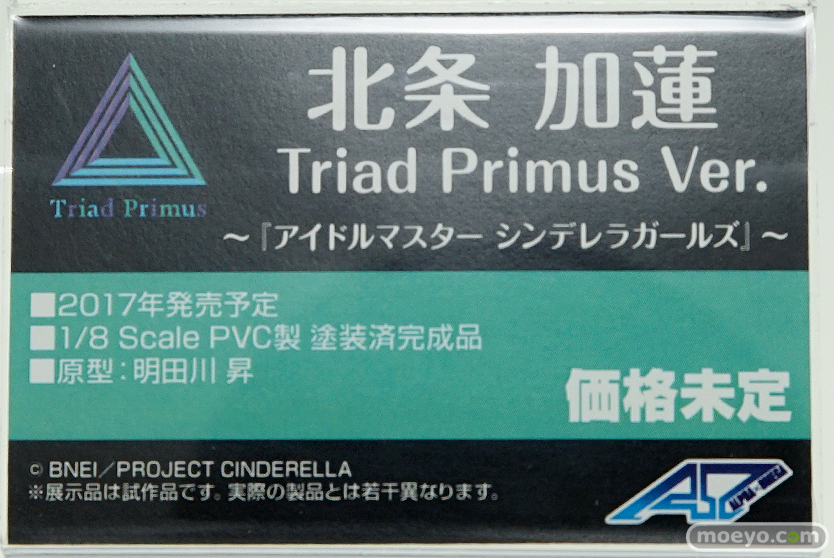 北条 加蓮
Triad Primus Ver.
Triad Primus
～『アイドルマスター シンデレラガールズ』～
■2017年発売予定
■1/8 Scale PVC製 塗装済完成品
■原型：明田川 昇
価格未定
© BNEI／PROJECT CINDERELLA
※展示品は試作品です。実際の製品とは若干異なります。
ALPHA×OMEGA
moeyo.com